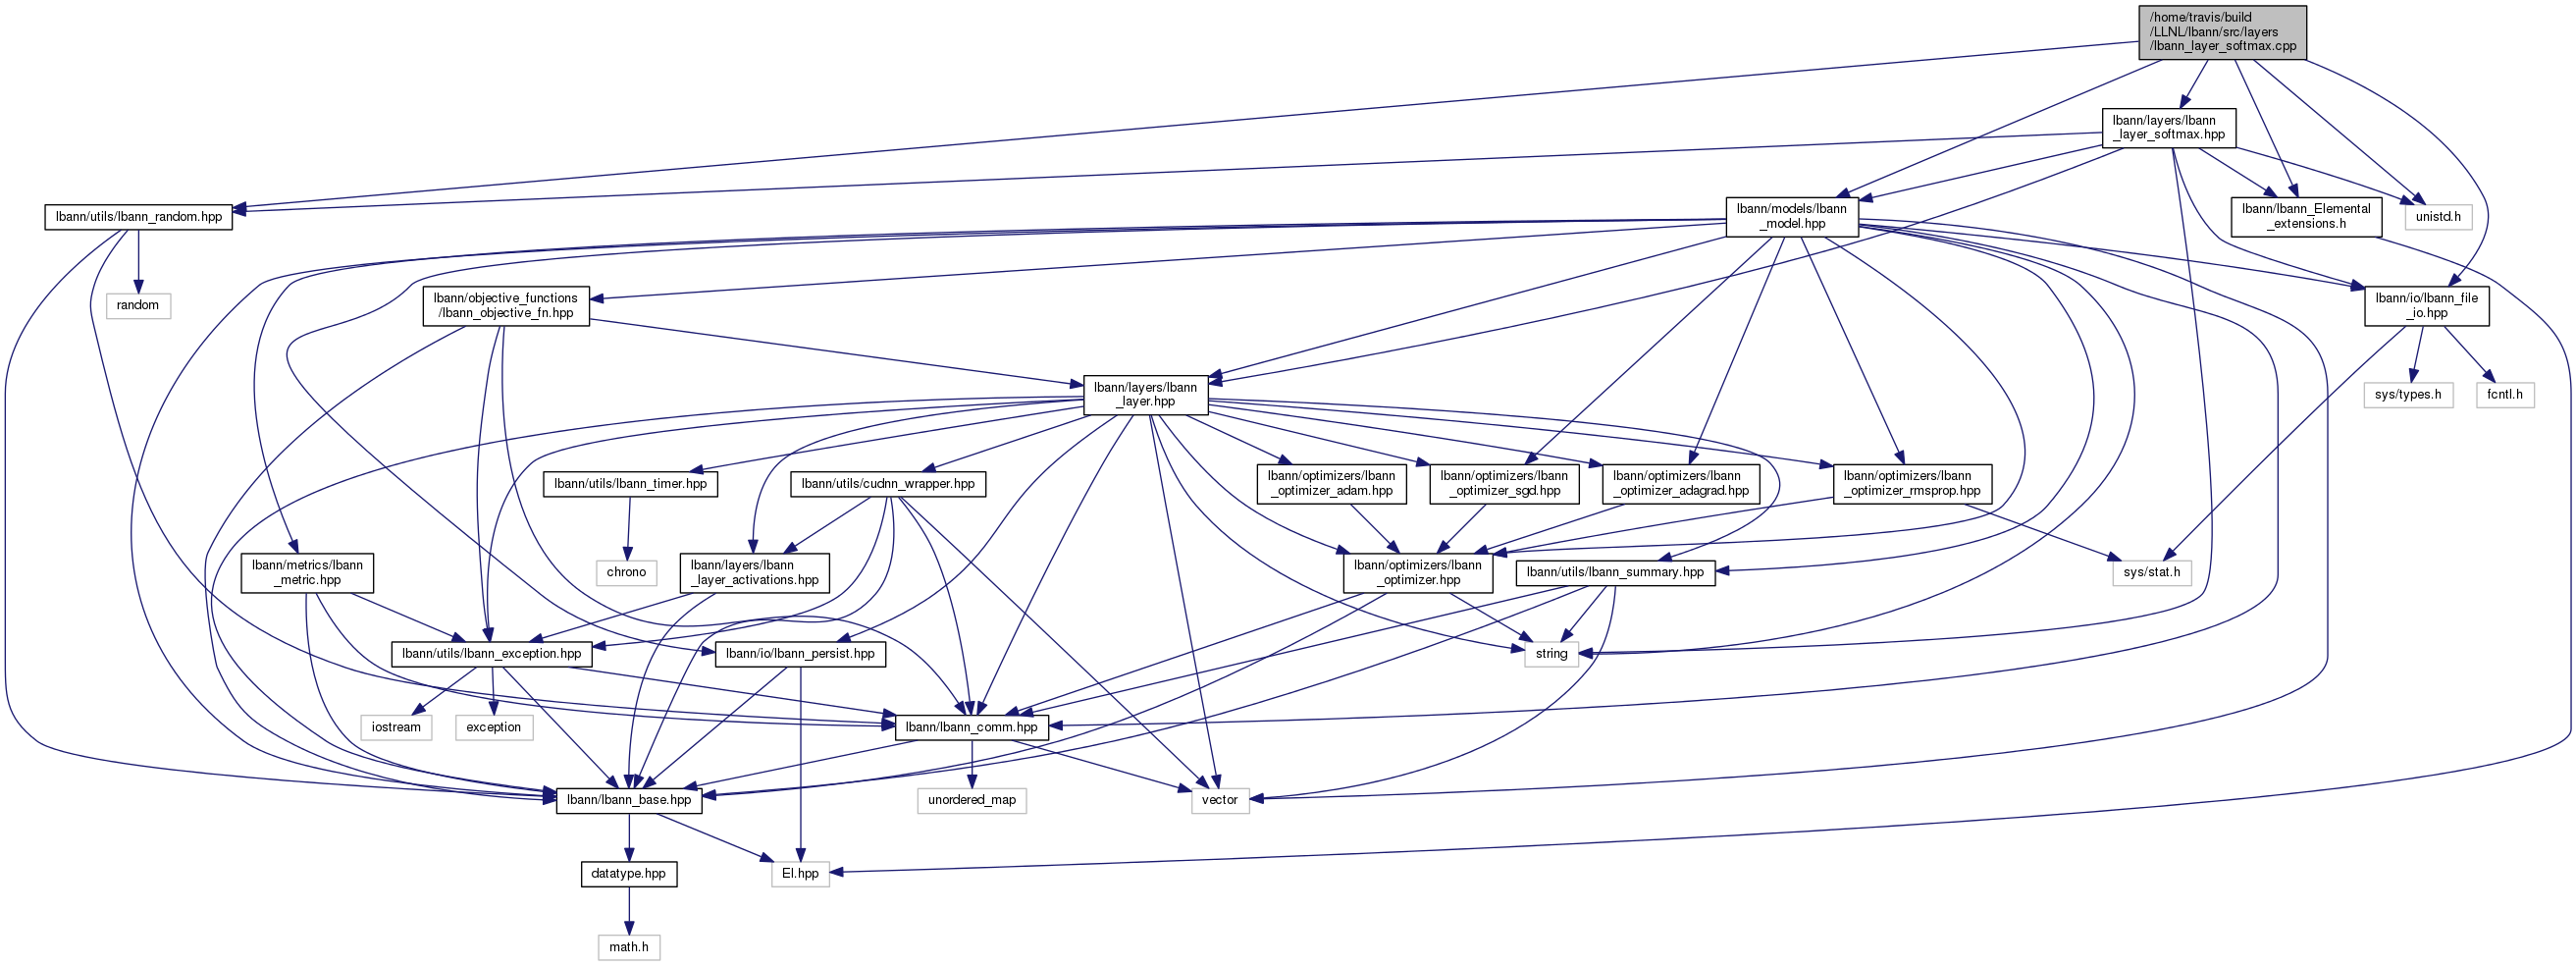 /home/travis/build
/LLNL/lbann/src/layers
/lbann_layer_softmax.cpp
lbann/layers/lbann
_layer_softmax.hpp
lbann/utils/lbann_random.hpp
lbann/models/lbann
_model.hpp
lbann/lbann_Elemental
_extensions.h
unistd.h
random
lbann/objective_functions
/lbann_objective_fn.hpp
lbann/io/lbann_file
_io.hpp
lbann/layers/lbann
_layer.hpp
sys/types.h
fcntl.h
lbann/utils/lbann_timer.hpp
lbann/utils/cudnn_wrapper.hpp
lbann/optimizers/lbann
_optimizer_adam.hpp
lbann/optimizers/lbann
_optimizer_sgd.hpp
lbann/optimizers/lbann
_optimizer_adagrad.hpp
lbann/optimizers/lbann
_optimizer_rmsprop.hpp
lbann/metrics/lbann
_metric.hpp
chrono
lbann/layers/lbann
_layer_activations.hpp
lbann/optimizers/lbann
_optimizer.hpp
lbann/utils/lbann_summary.hpp
sys/stat.h
lbann/utils/lbann_exception.hpp
lbann/io/lbann_persist.hpp
string
iostream
exception
lbann/lbann_comm.hpp
lbann/lbann_base.hpp
unordered_map
vector
datatype.hpp
El.hpp
math.h